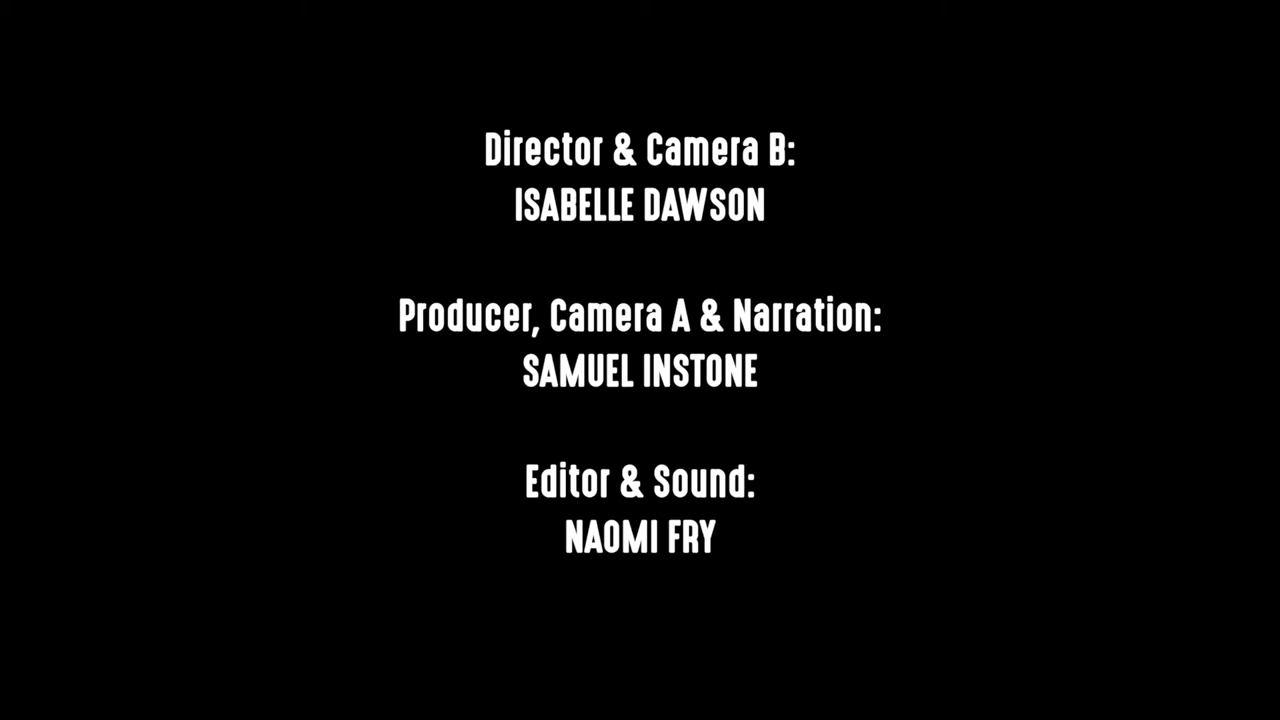 Director & Camera B:
ISABELLE DAWSON
Producer, Camera A & Narration:
SAMUEL INSTONE
Editor & Sound:
NAOMI FRY